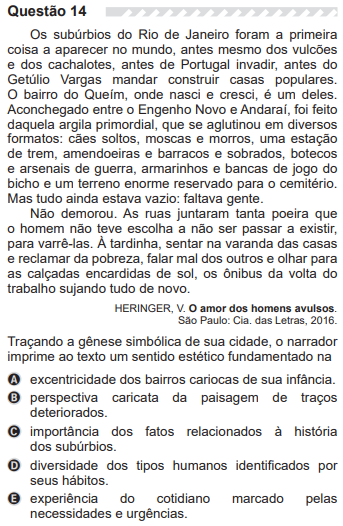 Questão 14
Os subúrbios do Rio de Janeiro foram a primeira
coisa a aparecer no mundo, antes mesmo dos vulcões
e dos cachalotes, antes de Portugal invadir, antes do
Getúlio Vargas mandar construir casas populares.
O bairro do Queím, onde nasci e cresci, é um deles.
Aconchegado entre o Engenho Novo e Andaraí, foi feito
daquela argila primordial, que se aglutinou em diversos
formatos: cães soltos, moscas e morros, uma estação
de trem, amendoeiras e barracos e sobrados, botecos
e arsenais de guerra, armarinhos e bancas de jogo do
bicho e um terreno enorme reservado para o cemitério.
Mas tudo ainda estava vazio: faltava gente.
Não demorou. As ruas juntaram tanta poeira que
o homem não teve escolha a não ser passar a existir,
para varrê-las. À tardinha, sentar na varanda das casas
e reclamar da pobreza, falar mal dos outros e olhar para
as calçadas encardidas de sol, os ônibus da volta do
trabalho sujando tudo de novo.
HERINGER, V. O amor dos homens avulsos.
São Paulo: Cia. das Letras, 2016.
Traçando a gênese simbólica de sua cidade, o narrador
imprime ao texto um sentido estético fundamentado na
A excentricidade dos bairros cariocas de sua infância.
B perspectiva caricata da paisagem de traços
deteriorados.
C importância dos fatos relacionados à história
dos subúrbios.
D diversidade dos tipos humanos identificados por
seus hábitos.
E experiência do cotidiano marcado pelas
necessidades e urgências.